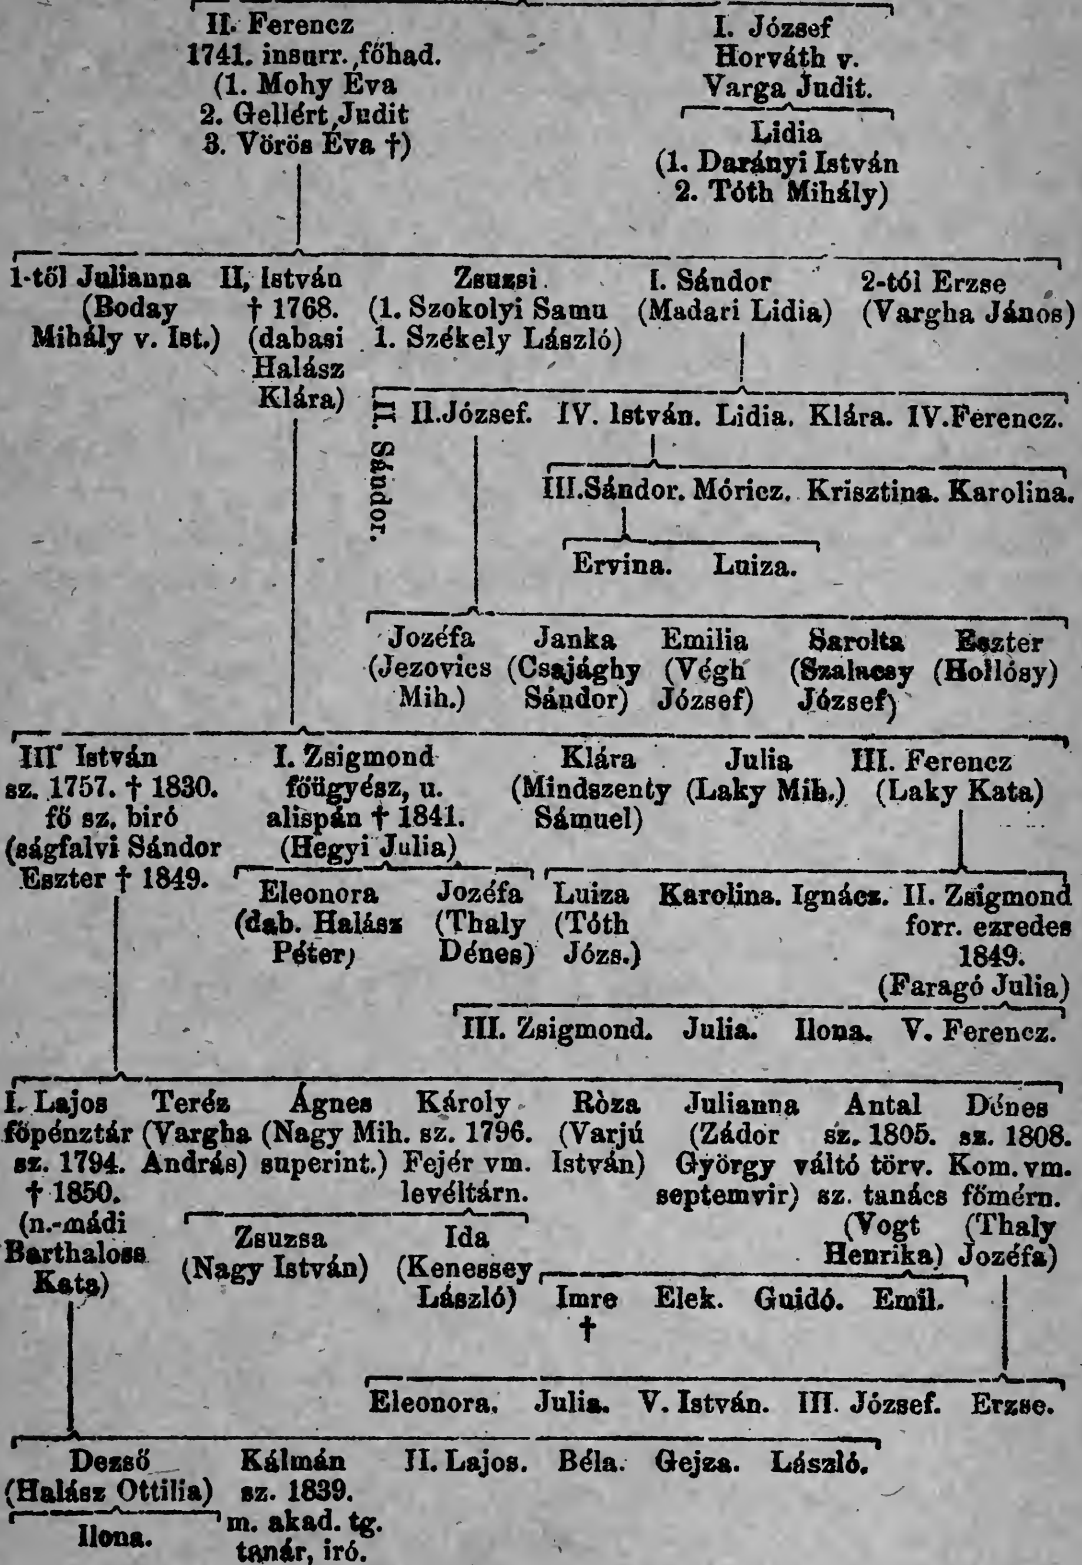 II. Ferencz I. József
1741. insurr. főhad. Horváth v.
(1. Mohy Éva Varga Judit.
2. Gellért Judit Lidia
3. Vörös Éva †) (1. Darányi István
2. Tóth Mihály)
1-től Julianna II, István Zsuzsi. I. Sándor 2-tól Erzse
(Boday † 1768. (1. Szokolyi Samu (Madari Lidia) (Vargha János)
Mihály v. Ist.) (dabasi 1. Székely László)
Halász
Klára)
II. Sándor.
II.József. IV. István. Lidia. Klára. IV.Ferencz.
III.Sándor. Móricz. Krisztina. Karolina.
Ervina. Luiza.
Jozéfa Janka Emilia Sarolta Eszter
(Jezovics (Csajághy (Végh (Szalacsy (Hollósy)
Mih.) Sándor) József) József)
III István I. Zsigmond Klára Julia III. Ferencz
sz. 1757. † 1830. főügyész, u. (Mindszenty (Laky Mih.) (Laky Kata)
fő sz. biró alispán † 1841. Sámuel)
(ságfalvi Sándor (Hegyi Julia)
Eszter † 1849.
Eleonora Jozéfa Luiza Karolina. Ignácz. II. Zsigmond
(dab. Halász (Thaly (Tóth forr. ezredes
Péter) Dénes) Józs.) 1849.
(Faragó Julia)
III. Zsigmond. Julia. Ilona. V. Ferencz.
I. Lajos Teréz Ágnes Károly Ròza Julianna Antal Dénes
főpénztár (Vargha (Nagy Mih. sz. 1796. (Varjú (Zádor sz. 1805. sz. 1808.
sz. 1794. András) superint.) Fejér vm. István) György váltó törv. Kom. vm.
† 1850. levéltárn. septemvir) sz. tanács főmérn.
(n.-mádi Zsuzsa Ida (Vogt (Thaly
Barthaloss (Nagy István) (Kenessey Henrika) Jozéfa)
Kata) László) Imre Elek. Guidó. Emil.
†
Eleonora. Julia. V. István. III. József. Erzse.
Dezső Kálmán II. Lajos. Béla. Gejza. László.
(Halász Ottilia) sz. 1839.
Ilona. m. akad. tg.
tanár, iró.